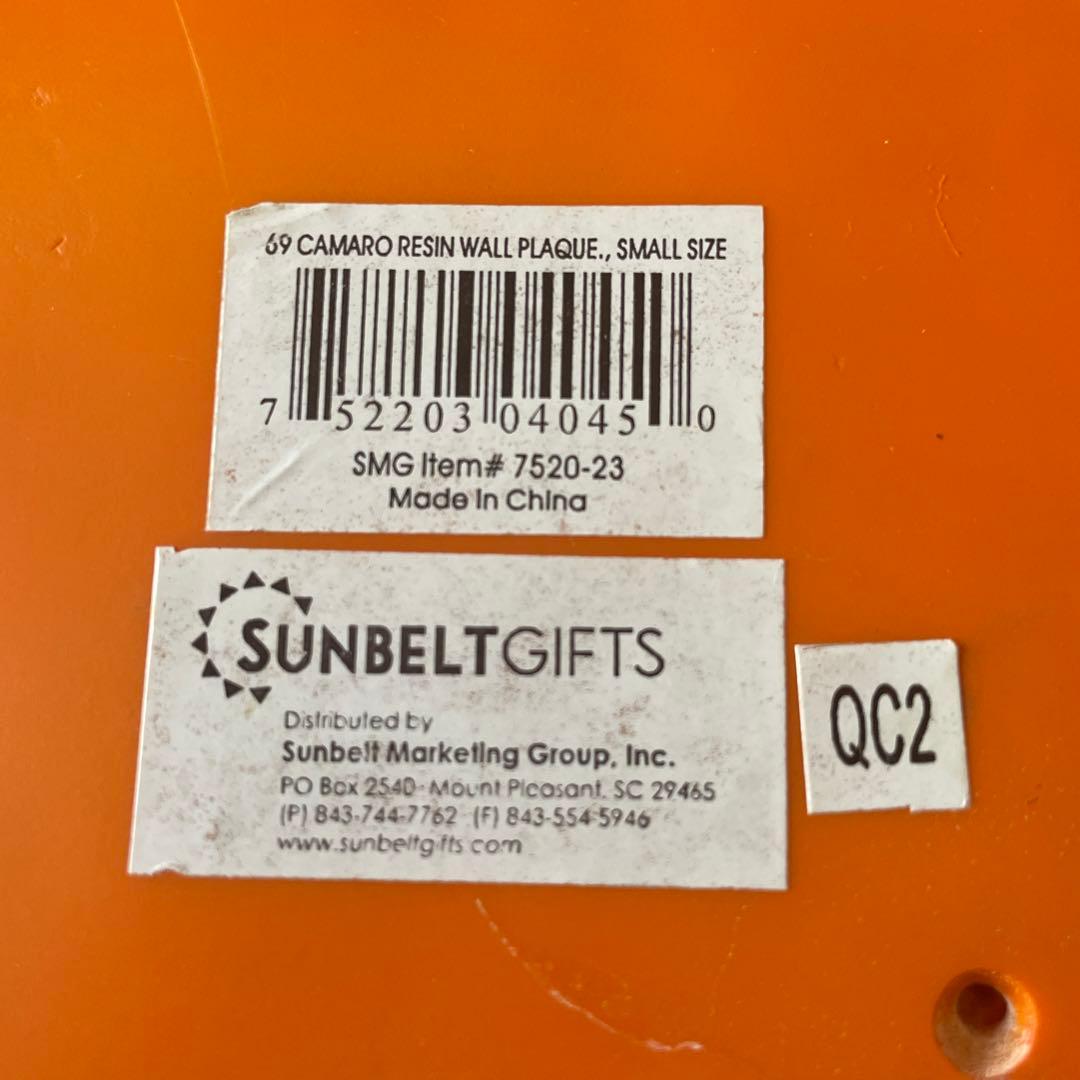 69 CAMARO RESIN WALL PLAQUE., SMALL SIZE
7 52203 04045 0
SMG Item# 7520-23
Made In China
SUNBELTGIFTS
Distributed by
Sunbelt Marketing Group, Inc.
PO Box 2540 · Mount Pleasant, SC 29465
(P) 843-744-7762 (F) 843-554-5946
www.sunbeltgifts.com
QC2